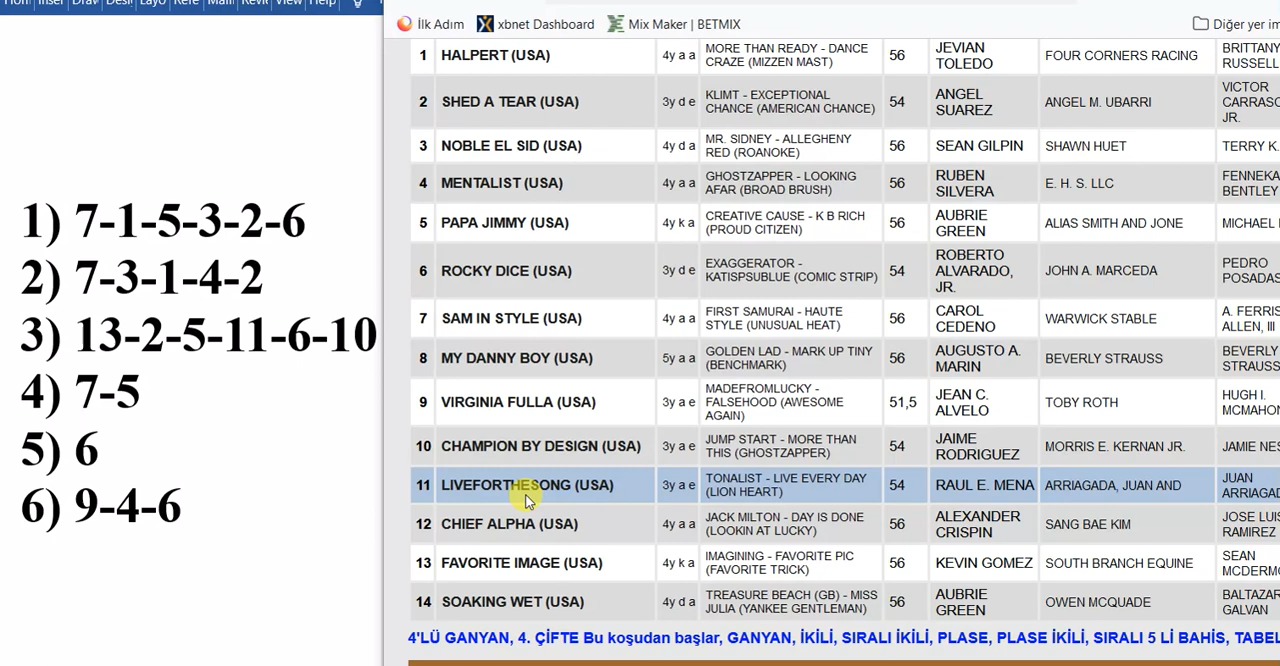 Insert Draw Desi Layo Refe Maili Revi View Help
İlk Adım xbnet Dashboard Mix Maker | BETMIX Diğer yer im
1) 7-1-5-3-2-6
2) 7-3-1-4-2
3) 13-2-5-11-6-10
4) 7-5
5) 6
6) 9-4-6
1 HALPERT (USA) 4y a a MORE THAN READY - DANCE CRAZE (MIZZEN MAST) 56 JEVIAN TOLEDO FOUR CORNERS RACING BRITTANY RUSSELL
2 SHED A TEAR (USA) 3y d e KLIMT - EXCEPTIONAL CHANCE (AMERICAN CHANCE) 54 ANGEL SUAREZ ANGEL M. UBARRI VICTOR CARRASC JR.
3 NOBLE EL SID (USA) 4y d a MR. SIDNEY - ALLEGHENY RED (ROANOKE) 56 SEAN GILPIN SHAWN HUET TERRY K.
4 MENTALIST (USA) 4y a a GHOSTZAPPER - LOOKING AFAR (BROAD BRUSH) 56 RUBEN SILVERA E. H. S. LLC FENNEKA BENTLEY
5 PAPA JIMMY (USA) 4y k a CREATIVE CAUSE - K B RICH (PROUD CITIZEN) 56 AUBRIE GREEN ALIAS SMITH AND JONE MICHAEL
6 ROCKY DICE (USA) 3y d e EXAGGERATOR - KATISPSUBLUE (COMIC STRIP) 54 ROBERTO ALVARADO, JR. JOHN A. MARCEDA PEDRO POSADAS
7 SAM IN STYLE (USA) 4y a a FIRST SAMURAI - HAUTE STYLE (UNUSUAL HEAT) 56 CAROL CEDENO WARWICK STABLE A. FERRIS ALLEN, III
8 MY DANNY BOY (USA) 5y a a GOLDEN LAD - MARK UP TINY (BENCHMARK) 56 AUGUSTO A. MARIN BEVERLY STRAUSS BEVERLY STRAUSS
9 VIRGINIA FULLA (USA) 3y a e MADEFROMLUCKY - FALSEHOOD (AWESOME AGAIN) 51,5 JEAN C. ALVELO TOBY ROTH HUGH I. MCMAHON
10 CHAMPION BY DESIGN (USA) 3y a e JUMP START - MORE THAN THIS (GHOSTZAPPER) 54 JAIME RODRIGUEZ MORRIS E. KERNAN JR. JAMIE NES
11 LIVEFORTHESONG (USA) 3y a e TONALIST - LIVE EVERY DAY (LION HEART) 54 RAUL E. MENA ARRIAGADA, JUAN AND JUAN ARRIAGAD
12 CHIEF ALPHA (USA) 4y a a JACK MILTON - DAY IS DONE (LOOKIN AT LUCKY) 56 ALEXANDER CRISPIN SANG BAE KIM JOSE LUIS RAMIREZ
13 FAVORITE IMAGE (USA) 4y k a IMAGINING - FAVORITE PIC (FAVORITE TRICK) 56 KEVIN GOMEZ SOUTH BRANCH EQUINE SEAN MCDERMO
14 SOAKING WET (USA) 4y d a TREASURE BEACH (GB) - MISS JULIA (YANKEE GENTLEMAN) 56 AUBRIE GREEN OWEN MCQUADE BALTAZAR GALVAN
4'LÜ GANYAN, 4. ÇİFTE Bu koşudan başlar, GANYAN, İKİLİ, SIRALI İKİLİ, PLASE, PLASE İKİLİ, SIRALI 5 Lİ BAHİS, TABEL